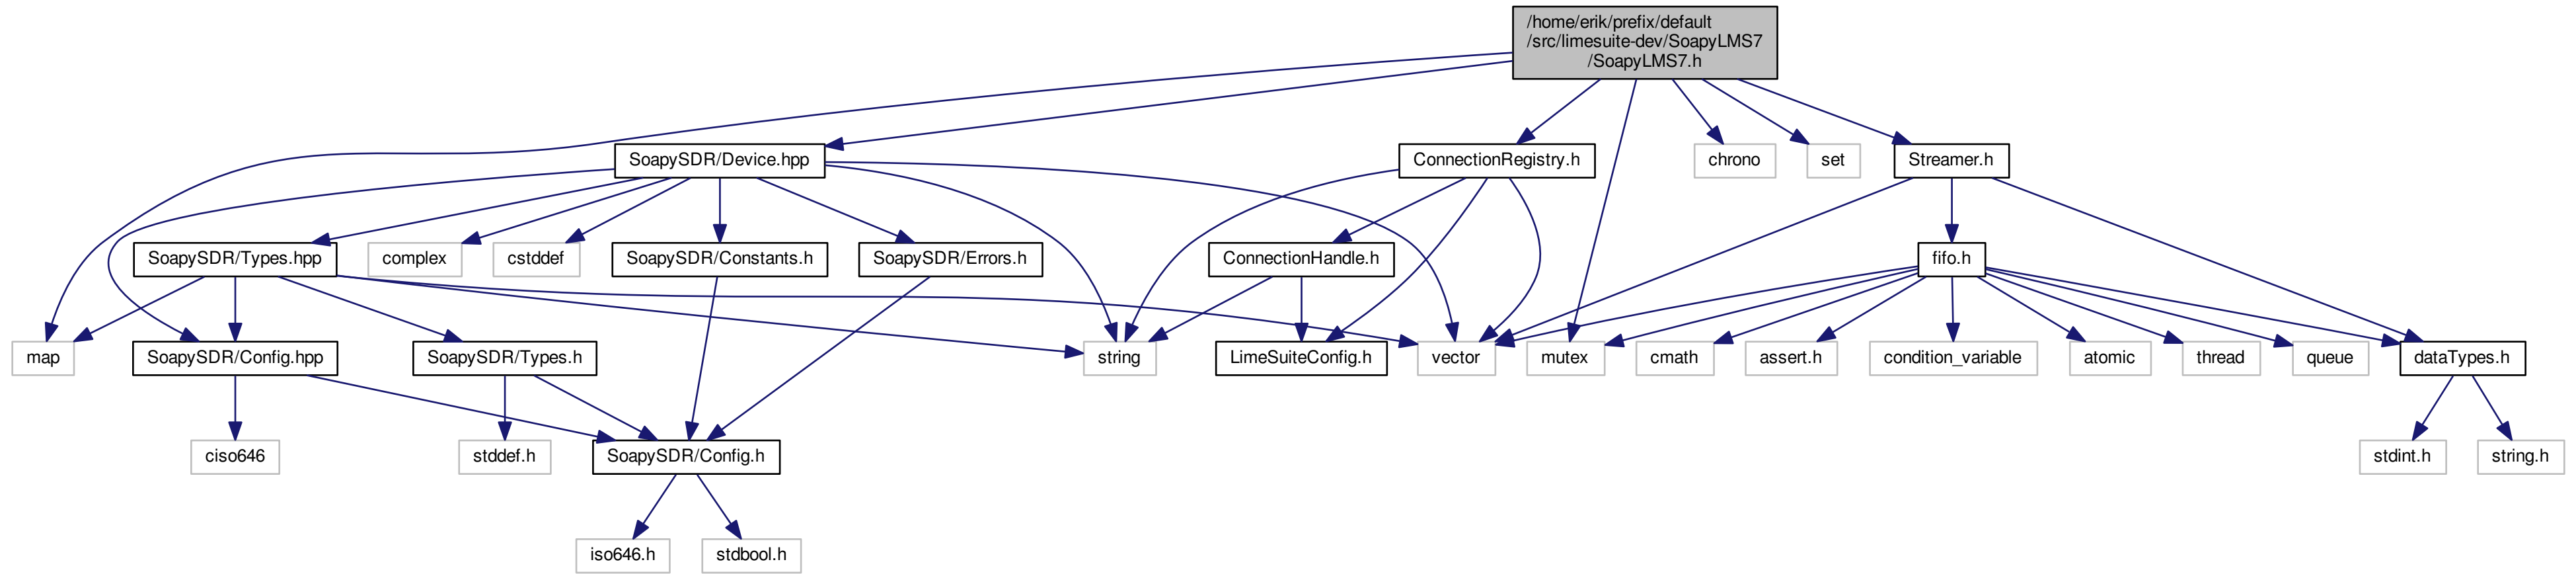 /home/erik/prefix/default
/src/limesuite-dev/SoapyLMS7
/SoapyLMS7.h
SoapySDR/Device.hpp
ConnectionRegistry.h
chrono
set
Streamer.h
SoapySDR/Types.hpp
complex
cstddef
SoapySDR/Constants.h
SoapySDR/Errors.h
ConnectionHandle.h
fifo.h
map
SoapySDR/Config.hpp
SoapySDR/Types.h
string
LimeSuiteConfig.h
vector
mutex
cmath
assert.h
condition_variable
atomic
thread
queue
dataTypes.h
ciso646
stddef.h
SoapySDR/Config.h
stdint.h
string.h
iso646.h
stdbool.h